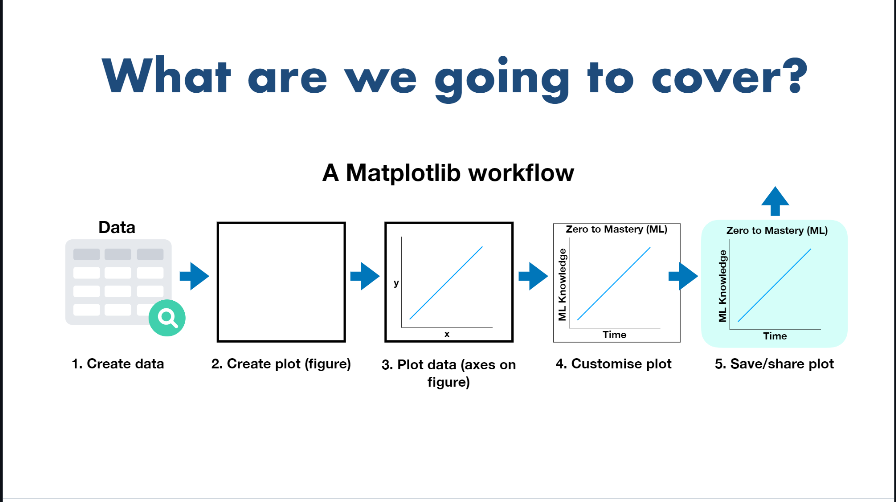 What are we going to cover?
A Matplotlib workflow
Data
1. Create data
2. Create plot (figure)
y
x
3. Plot data (axes on
figure)
Zero to Mastery (ML)
ML Knowledge
Time
4. Customise plot
Zero to Mastery (ML)
ML Knowledge
Time
5. Save/share plot